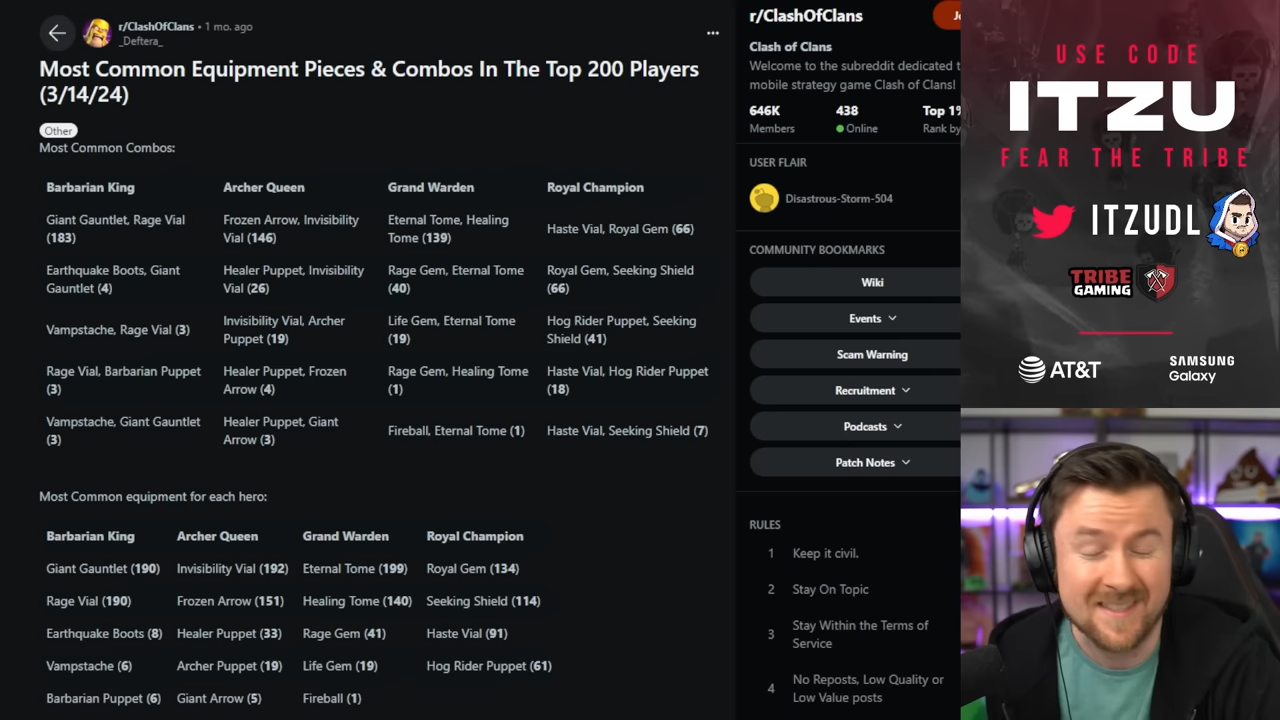 r/ClashOfClans • 1 mo. ago
_Deftera_
Most Common Equipment Pieces & Combos In The Top 200 Players
(3/14/24)
Other
Most Common Combos:
Barbarian King Archer Queen Grand Warden Royal Champion
Giant Gauntlet, Rage Vial
(183)
Frozen Arrow, Invisibility
Vial (146)
Eternal Tome, Healing
Tome (139)
Haste Vial, Royal Gem (66)
Earthquake Boots, Giant
Gauntlet (4)
Healer Puppet, Invisibility
Vial (26)
Rage Gem, Eternal Tome
(40)
Royal Gem, Seeking Shield
(66)
Vampstache, Rage Vial (3)
Invisibility Vial, Archer
Puppet (19)
Life Gem, Eternal Tome
(19)
Hog Rider Puppet, Seeking
Shield (41)
Rage Vial, Barbarian Puppet
(3)
Healer Puppet, Frozen
Arrow (4)
Rage Gem, Healing Tome
(1)
Haste Vial, Hog Rider Puppet
(18)
Vampstache, Giant Gauntlet
(3)
Healer Puppet, Giant
Arrow (3)
Fireball, Eternal Tome (1)
Haste Vial, Seeking Shield (7)
Most Common equipment for each hero:
Barbarian King Archer Queen Grand Warden Royal Champion
Giant Gauntlet (190) Invisibility Vial (192) Eternal Tome (199) Royal Gem (134)
Rage Vial (190) Frozen Arrow (151) Healing Tome (140) Seeking Shield (114)
Earthquake Boots (8) Healer Puppet (33) Rage Gem (41) Haste Vial (91)
Vampstache (6) Archer Puppet (19) Life Gem (19) Hog Rider Puppet (61)
Barbarian Puppet (6) Giant Arrow (5) Fireball (1)
r/ClashOfClans
Clash of Clans
Welcome to the subreddit dedicated t
mobile strategy game Clash of Clans!
646K 438 Top 1%
Members Online Rank by
USER FLAIR
Disastrous-Storm-504
COMMUNITY BOOKMARKS
Wiki
Events
Scam Warning
Recruitment
Podcasts
Patch Notes
RULES
1 Keep it civil.
2 Stay On Topic
3 Stay Within the Terms of
Service
4 No Reposts, Low Quality or
Low Value posts
USE CODE
ITZU
FEAR THE TRIBE
ITZUDL
TRIBE
GAMING
AT&T
SAMSUNG
Galaxy